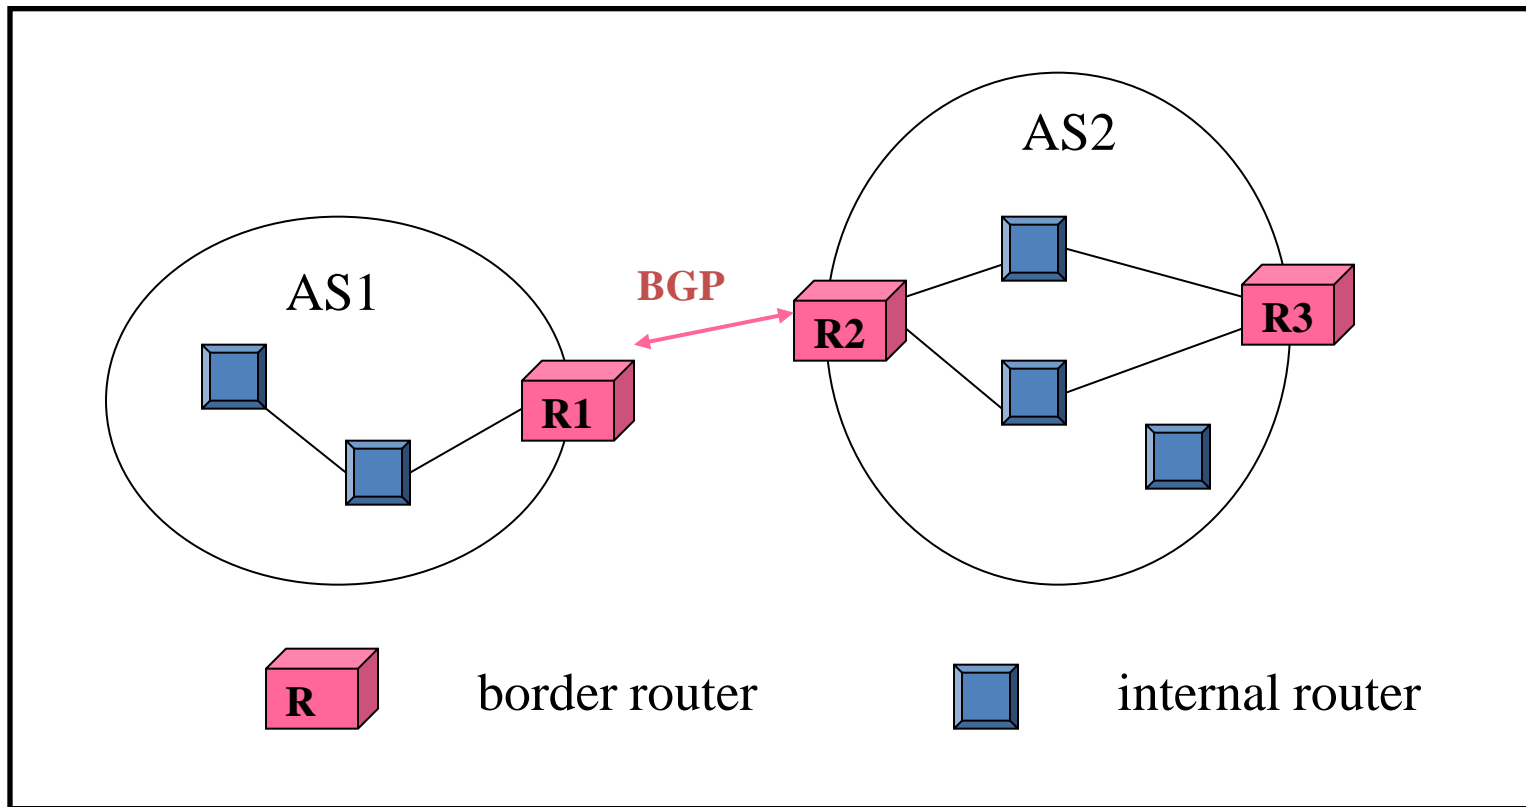 AS2
AS1
BGP
R3
R2
R1
R
border router
internal router